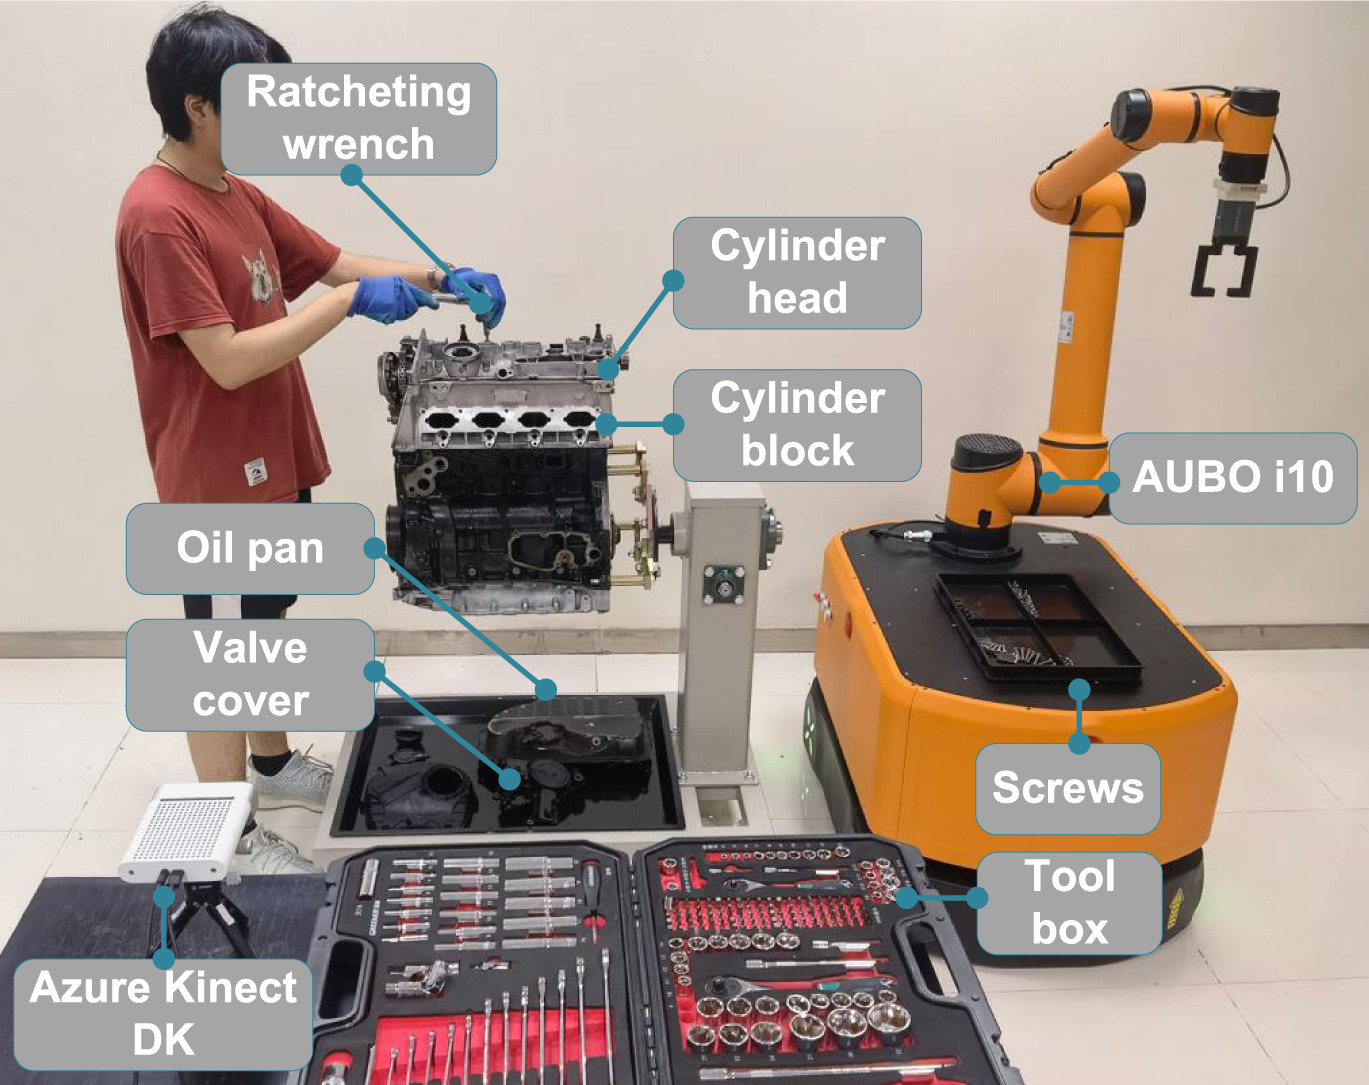 Ratcheting
wrench
Cylinder
head
Cylinder
block
AUBO i10
Oil pan
Valve
cover
Screws
Tool
box
Azure Kinect
DK